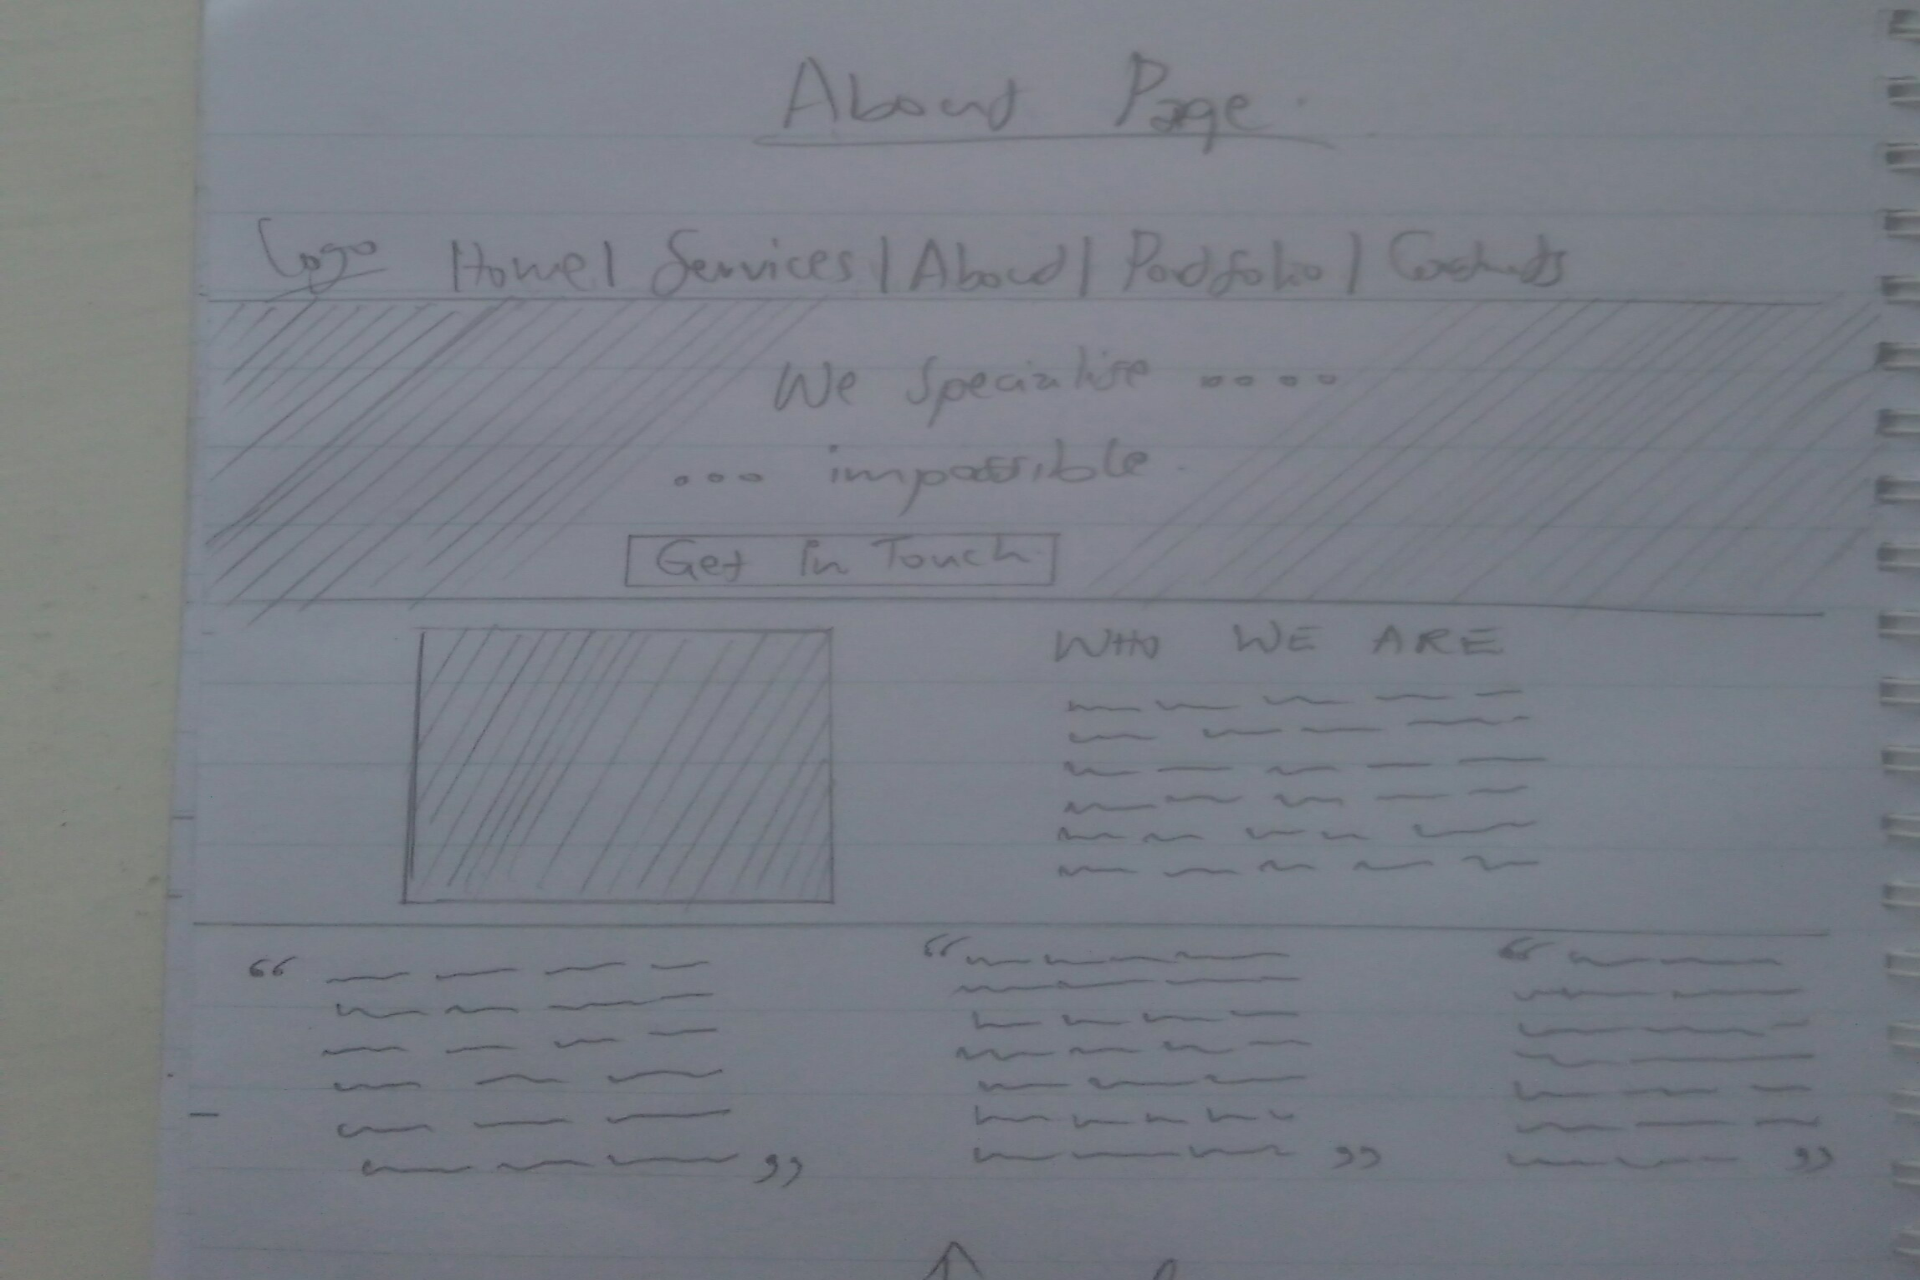 About Page.
Logo Home | Services | About | Portfolio | Contacts
We specialise ....
... impossible.
Get in Touch
WHO WE ARE
“ ”
“ ”
“ ”